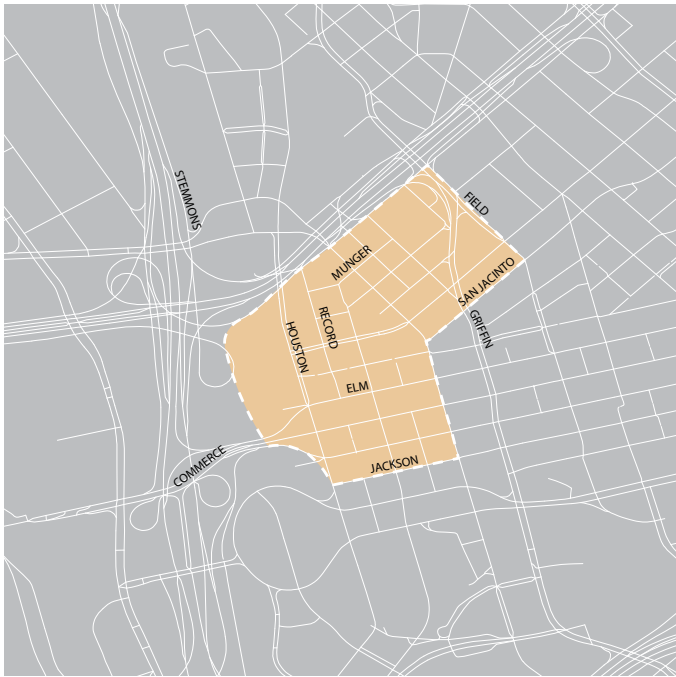 STEMMONS
FIELD
MUNGER
SAN JACINTO
RECORD
GRIFFIN
HOUSTON
ELM
COMMERCE
JACKSON